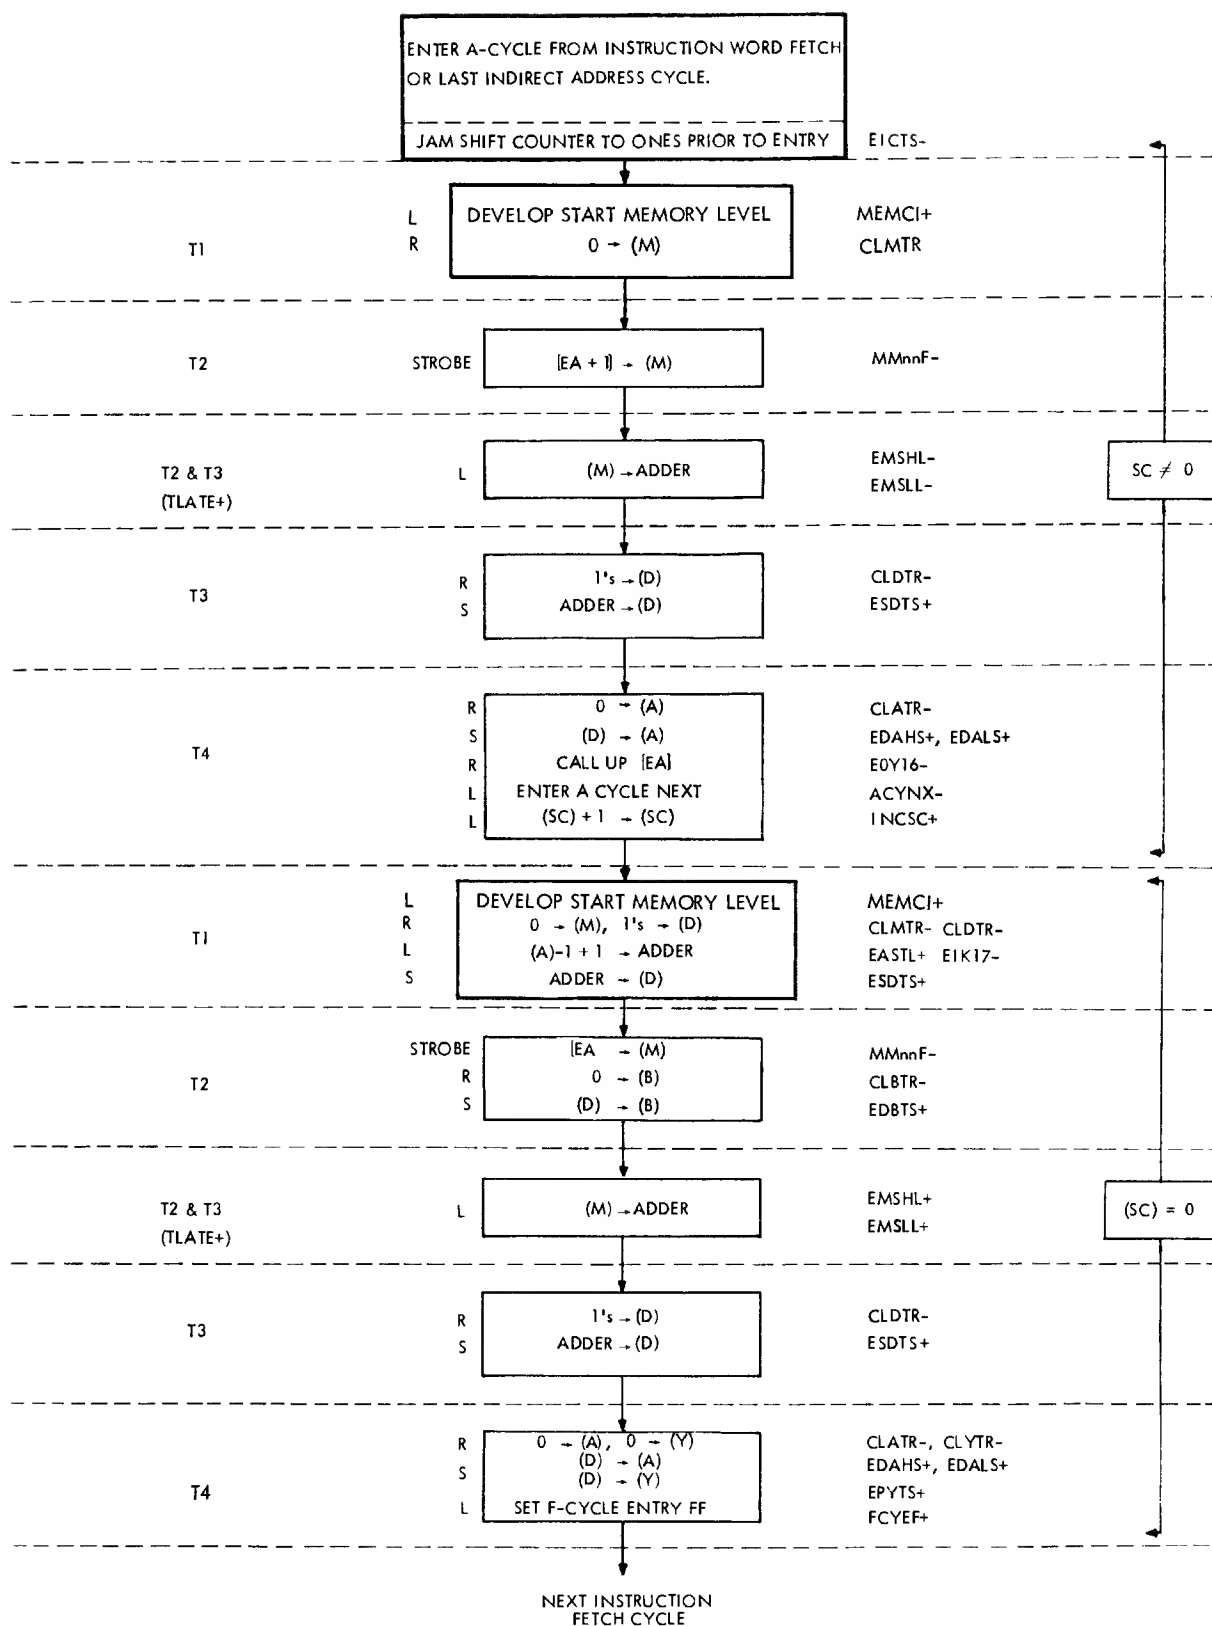 ENTER A-CYCLE FROM INSTRUCTION WORD FETCH
OR LAST INDIRECT ADDRESS CYCLE.
JAM SHIFT COUNTER TO ONES PRIOR TO ENTRY EICTS-
L DEVELOP START MEMORY LEVEL MEMCI+
T1 R 0 → (M) CLMTR
T2 STROBE [EA + 1] → (M) MMnnF-
T2 & T3 L (M) → ADDER EMSHL-
(TLATE+) EMSLL-
SC ≠ 0
T3 R 1's → (D) CLDTR-
S ADDER → (D) ESDTS+
R 0 → (A) CLATR-
S (D) → (A) EDAHS+, EDALS+
T4 R CALL UP [EA] E0Y16-
L ENTER A CYCLE NEXT ACYNX-
L (SC) + 1 → (SC) INCSC+
L DEVELOP START MEMORY LEVEL MEMCI+
R 0 → (M), 1's → (D) CLMTR- CLDTR-
T1 L (A)-1 + 1 → ADDER EASTL+ EIK17-
S ADDER → (D) ESDTS+
STROBE [EA → (M) MMnnF-
T2 R 0 → (B) CLBTR-
S (D) → (B) EDBTS+
T2 & T3 L (M) → ADDER EMSHL+
(TLATE+) EMSLL+
(SC) = 0
T3 R 1's → (D) CLDTR-
S ADDER → (D) ESDTS+
R 0 → (A), 0 → (Y) CLATR-, CLYTR-
S (D) → (A) EDAHS+, EDALS+
T4 (D) → (Y) EPYTS+
L SET F-CYCLE ENTRY FF FCYEF+
NEXT INSTRUCTION
FETCH CYCLE